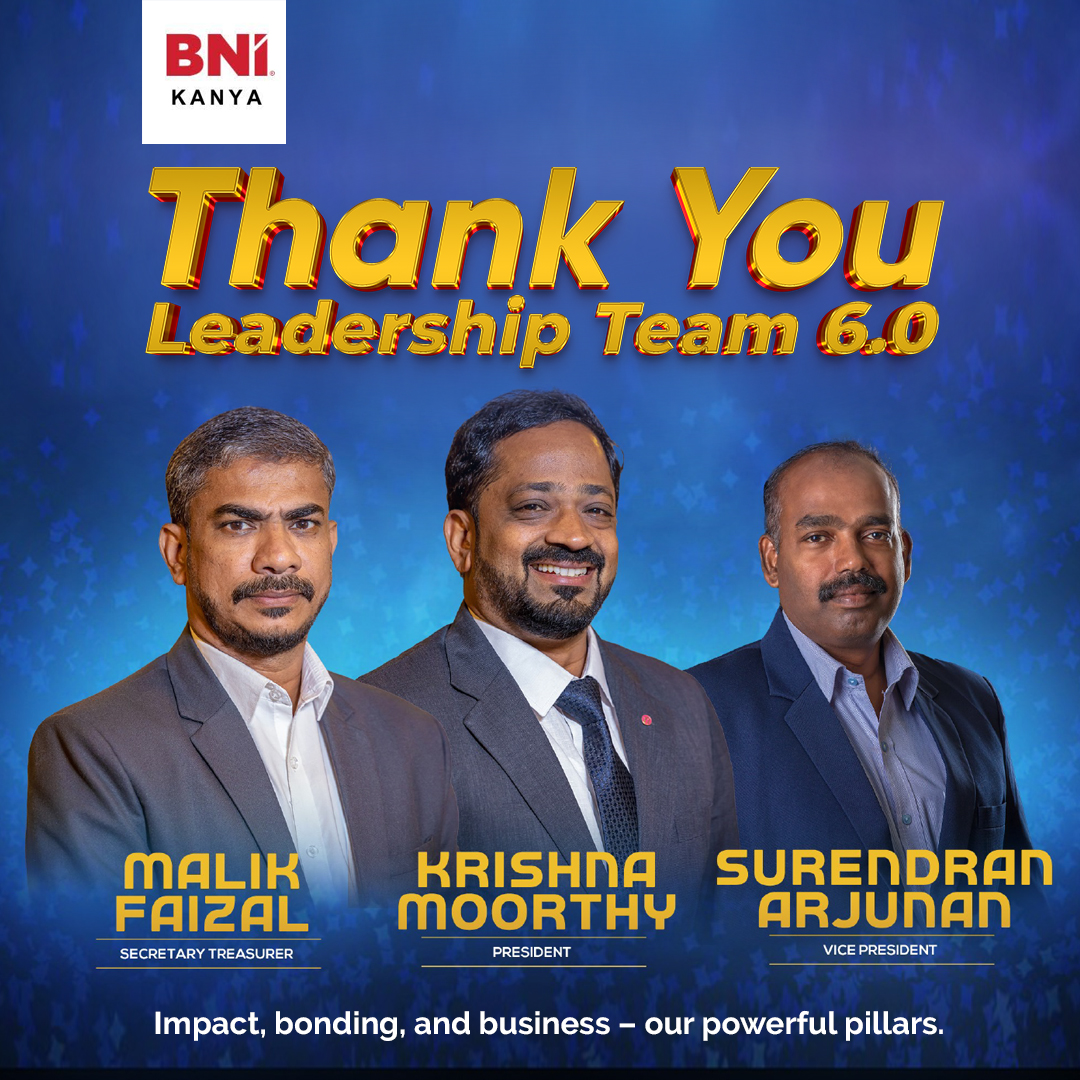 BNI®
KANYA
Thank You
Leadership Team 6.0
MALIK
FAIZAL
SECRETARY TREASURER
KRISHNA
MOORTHY
PRESIDENT
SURENDRAN
ARJUNAN
VICE PRESIDENT
Impact, bonding, and business – our powerful pillars.